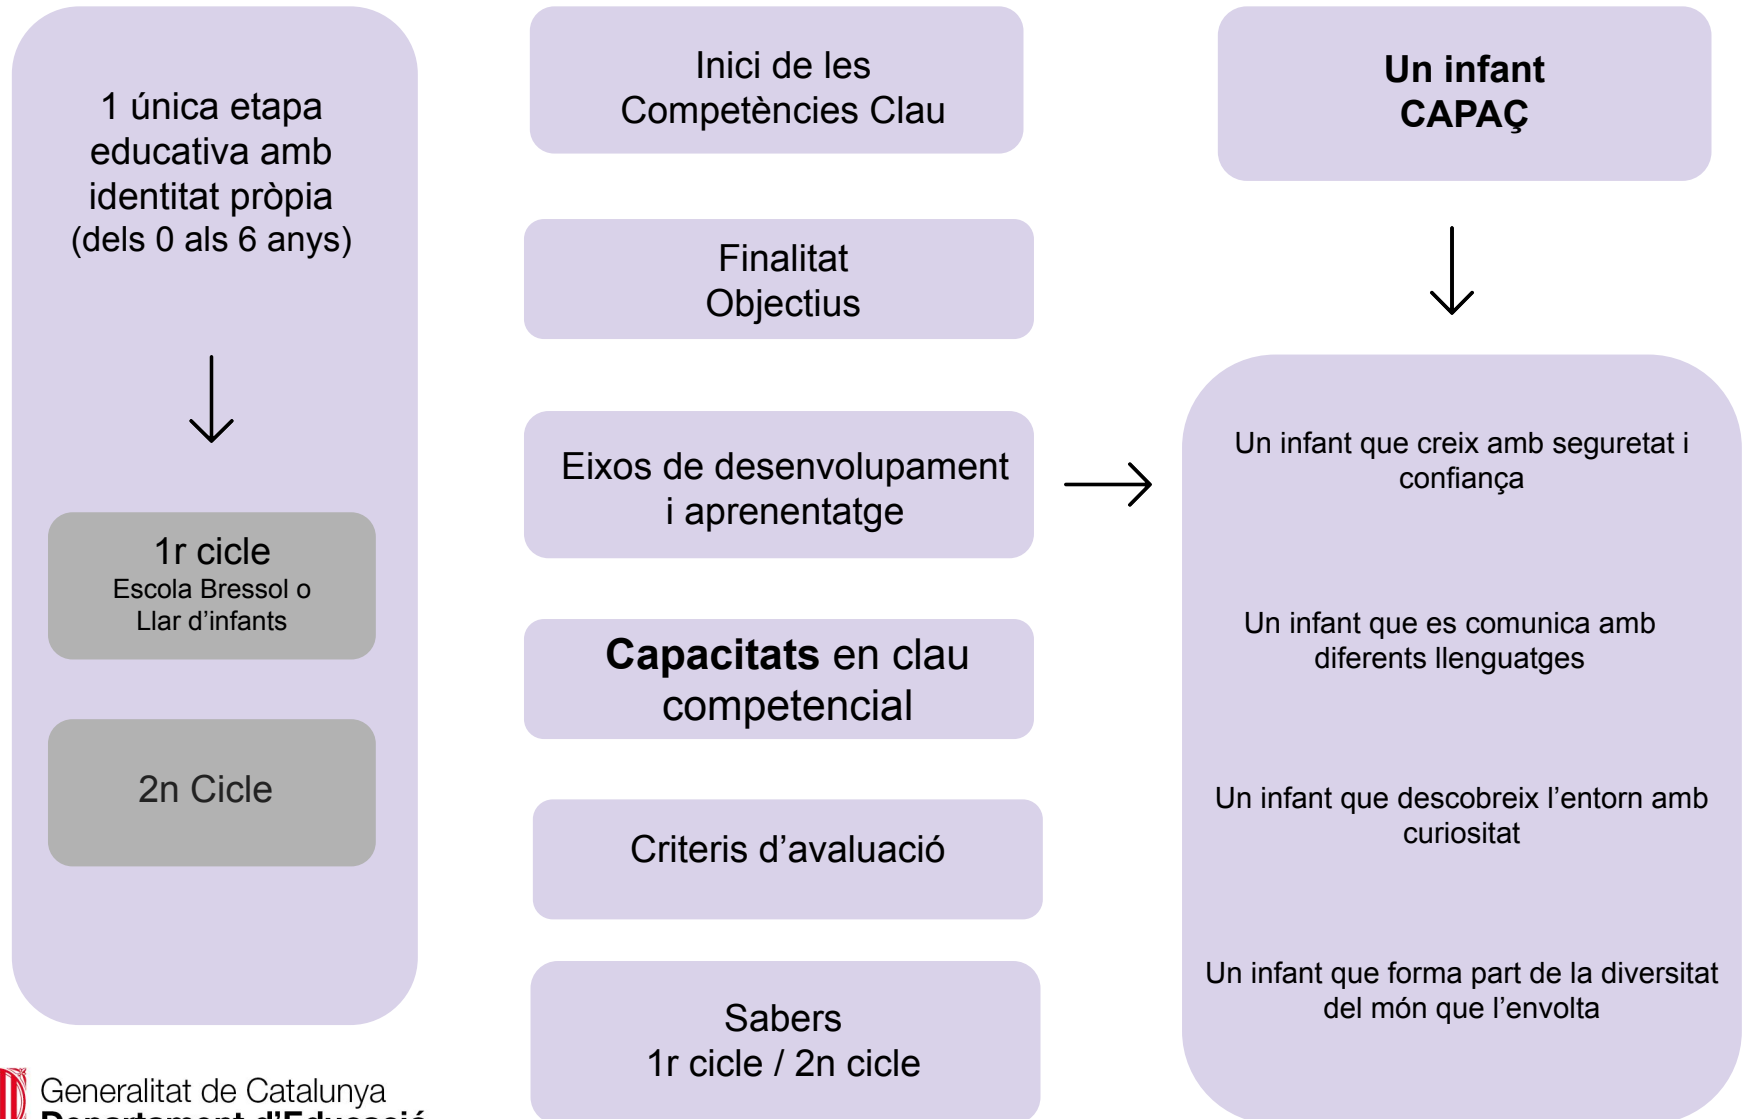 1 única etapa
educativa amb
identitat pròpia
(dels 0 als 6 anys)
1r cicle
Escola Bressol o
Llar d'infants
2n Cicle
Inici de les
Competències Clau
Finalitat
Objectius
Eixos de desenvolupament
i aprenentatge
Capacitats en clau
competencial
Criteris d'avaluació
Sabers
1r cicle / 2n cicle
Un infant
CAPAÇ
Un infant que creix amb seguretat i
confiança
Un infant que es comunica amb
diferents llenguatges
Un infant que descobreix l'entorn amb
curiositat
Un infant que forma part de la diversitat
del món que l'envolta
Generalitat de Catalunya
Departament d'Educació